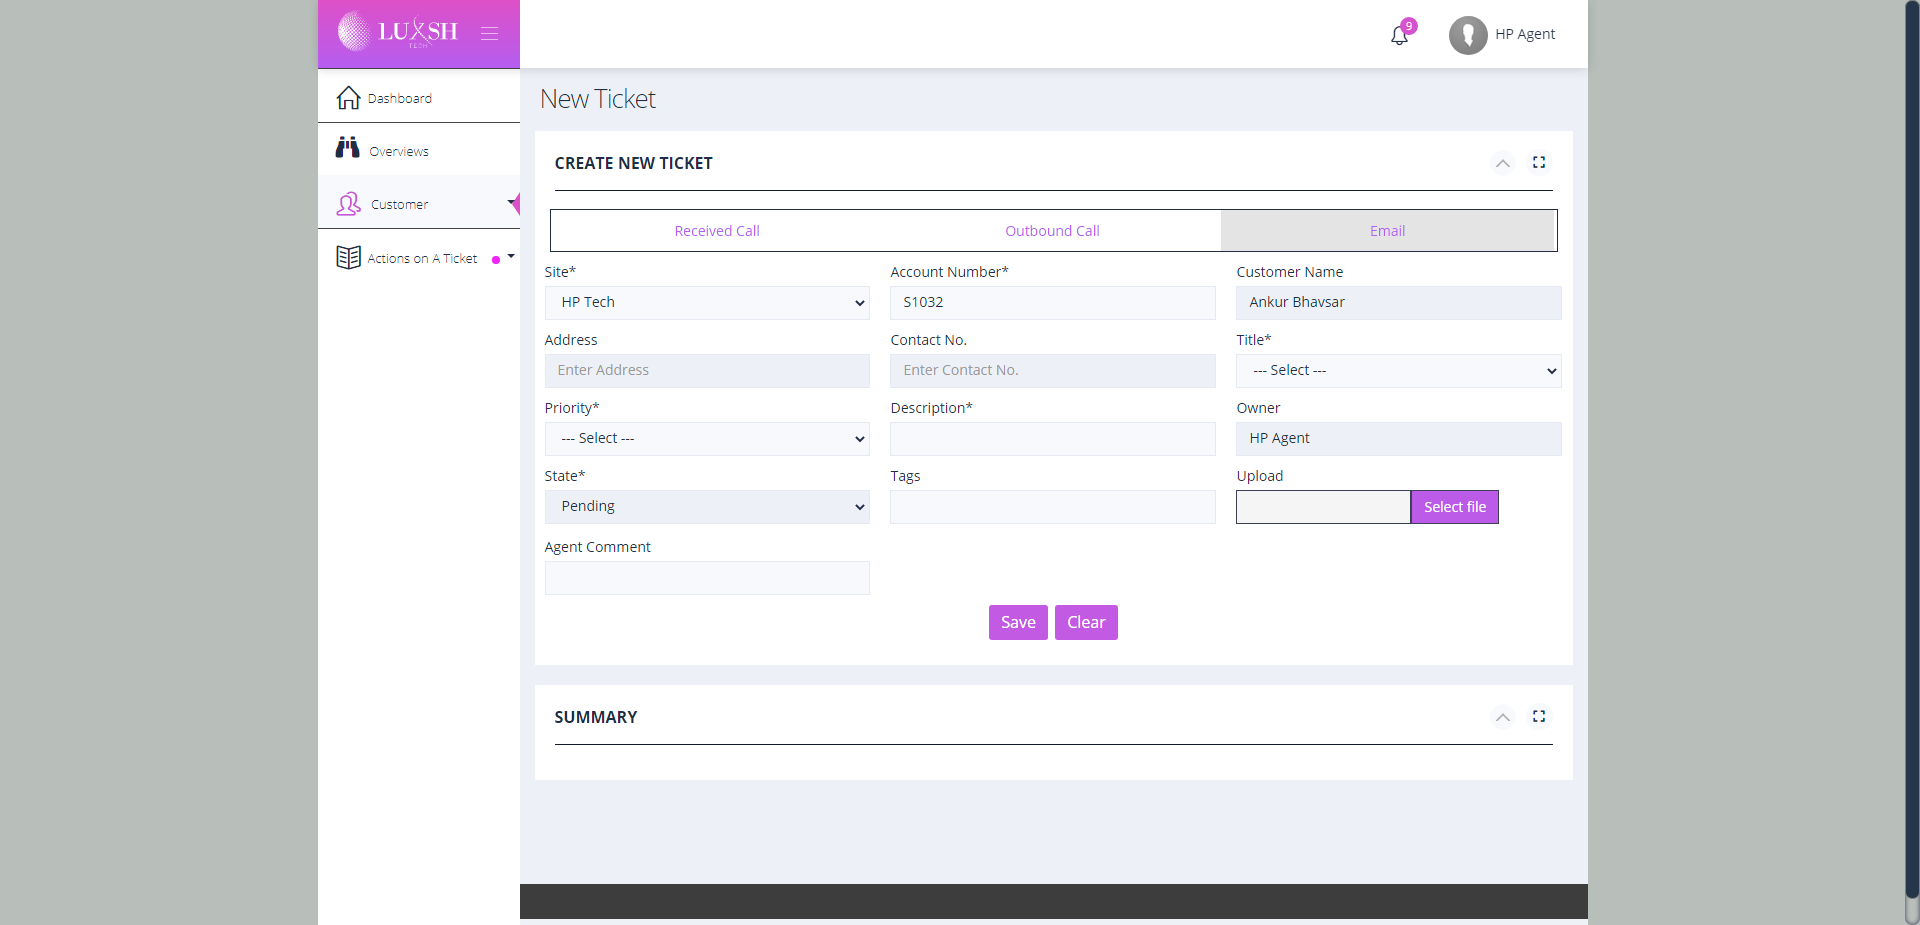 LUXSH
TECH
9
HP Agent
Dashboard
Overviews
Customer
Actions on A Ticket
New Ticket
CREATE NEW TICKET
Received Call
Outbound Call
Email
Site*
Account Number*
Customer Name
HP Tech
S1032
Ankur Bhavsar
Address
Contact No.
Title*
Enter Address
Enter Contact No.
--- Select ---
Priority*
Description*
Owner
--- Select ---
HP Agent
State*
Tags
Upload
Pending
Select file
Agent Comment
Save
Clear
SUMMARY